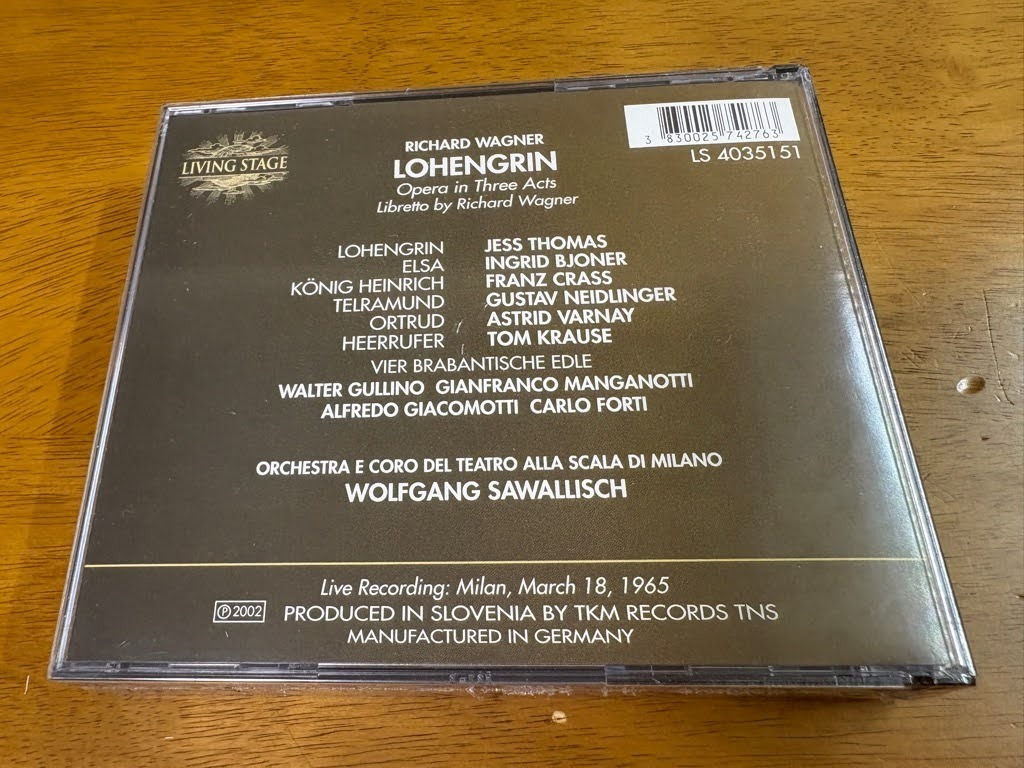 LIVING STAGE
3 830025 742763
LS 4035151
RICHARD WAGNER
LOHENGRIN
Opera in Three Acts
Libretto by Richard Wagner
LOHENGRIN JESS THOMAS
ELSA INGRID BJONER
KÖNIG HEINRICH FRANZ CRASS
TELRAMUND GUSTAV NEIDLINGER
ORTRUD ASTRID VARNAY
HEERRUFER TOM KRAUSE
VIER BRABANTISCHE EDLE
WALTER GULLINO GIANFRANCO MANGANOTTI
ALFREDO GIACOMOTTI CARLO FORTI
ORCHESTRA E CORO DEL TEATRO ALLA SCALA DI MILANO
WOLFGANG SAWALLISCH
Live Recording: Milan, March 18, 1965
℗ 2002 PRODUCED IN SLOVENIA BY TKM RECORDS TNS
MANUFACTURED IN GERMANY